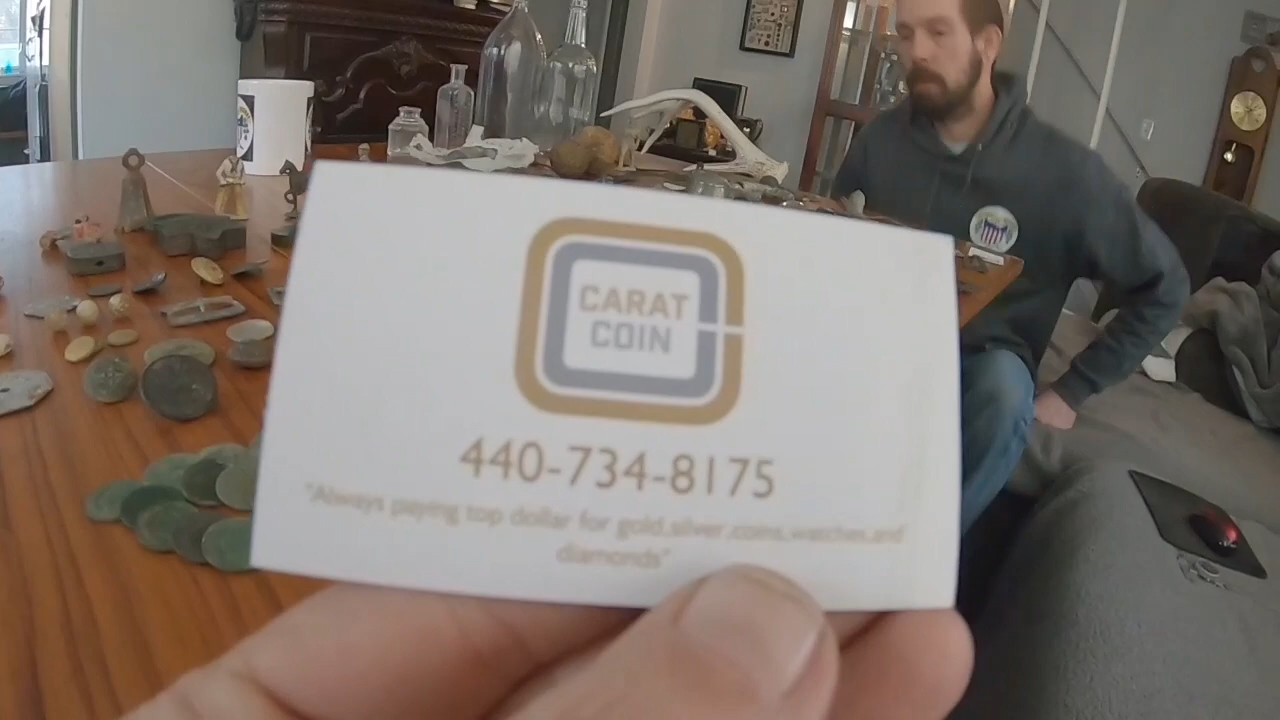 CARAT
COIN
440-734-8175
"Always paying top dollar for gold.silver.coins.watches.and
diamonds"